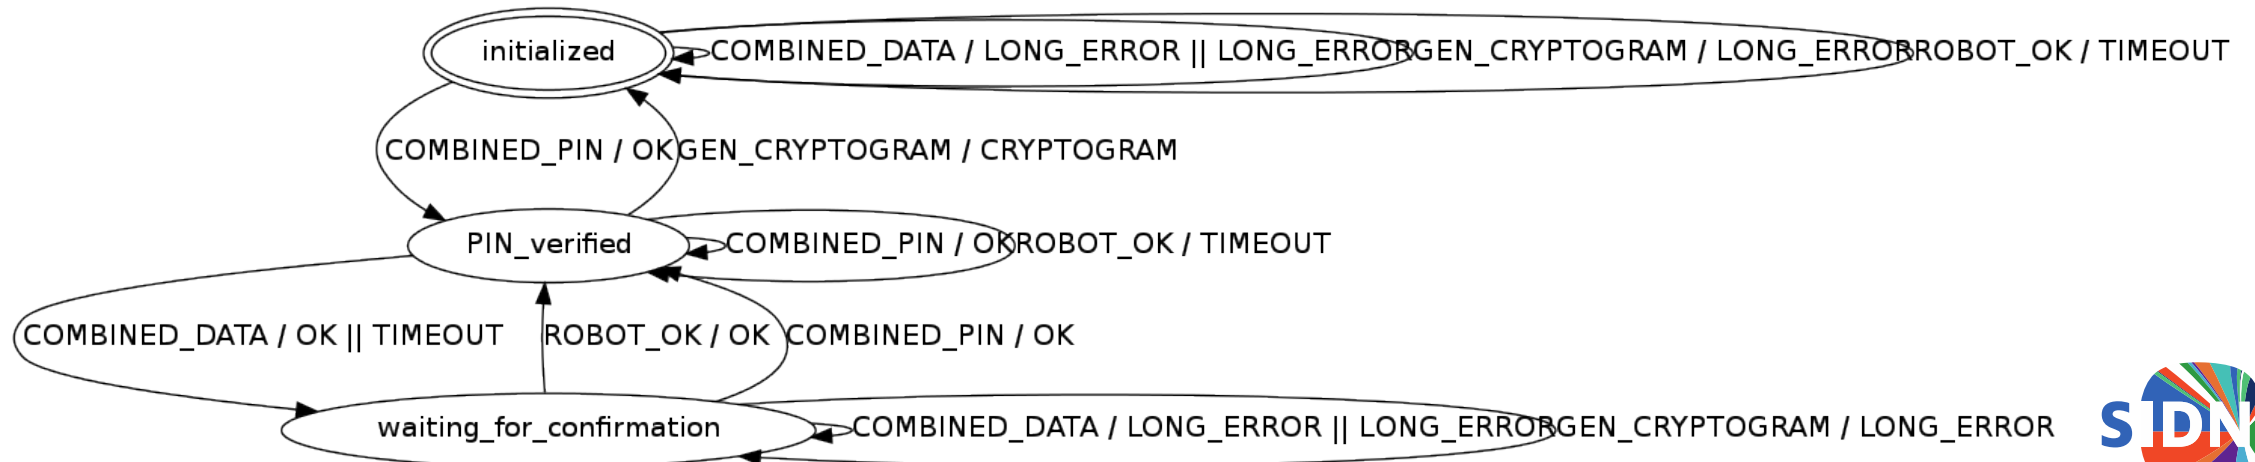 initialized
COMBINED_DATA / LONG_ERROR || LONG_ERROR
GEN_CRYPTOGRAM / LONG_ERROR
ROBOT_OK / TIMEOUT
COMBINED_PIN / OK
GEN_CRYPTOGRAM / CRYPTOGRAM
PIN_verified
COMBINED_PIN / OK
ROBOT_OK / TIMEOUT
COMBINED_DATA / OK || TIMEOUT
ROBOT_OK / OK
COMBINED_PIN / OK
waiting_for_confirmation
COMBINED_DATA / LONG_ERROR || LONG_ERROR
GEN_CRYPTOGRAM / LONG_ERROR
SIDN